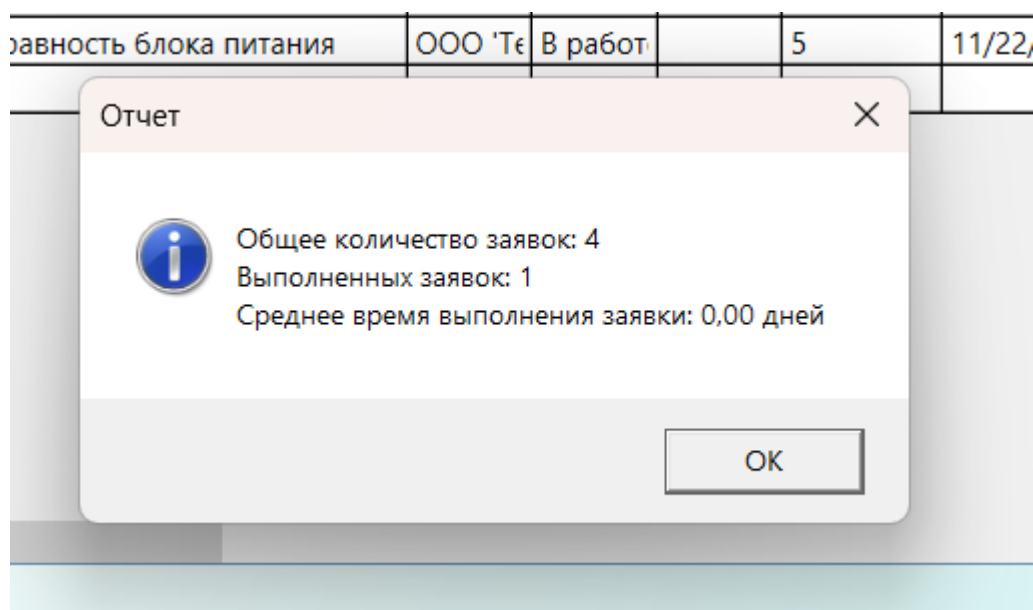 равность блока питания ООО 'Те В работ 5 11/22/
Отчет
Общее количество заявок: 4
Выполненных заявок: 1
Среднее время выполнения заявки: 0,00 дней
OK